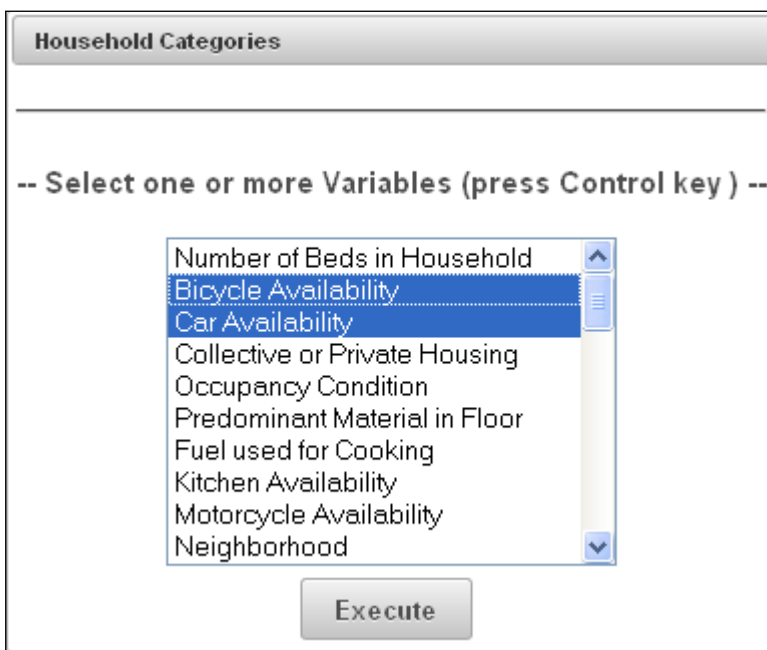 Household Categories
-- Select one or more Variables (press Control key ) --
Number of Beds in Household
Bicycle Availability
Car Availability
Collective or Private Housing
Occupancy Condition
Predominant Material in Floor
Fuel used for Cooking
Kitchen Availability
Motorcycle Availability
Neighborhood
Execute